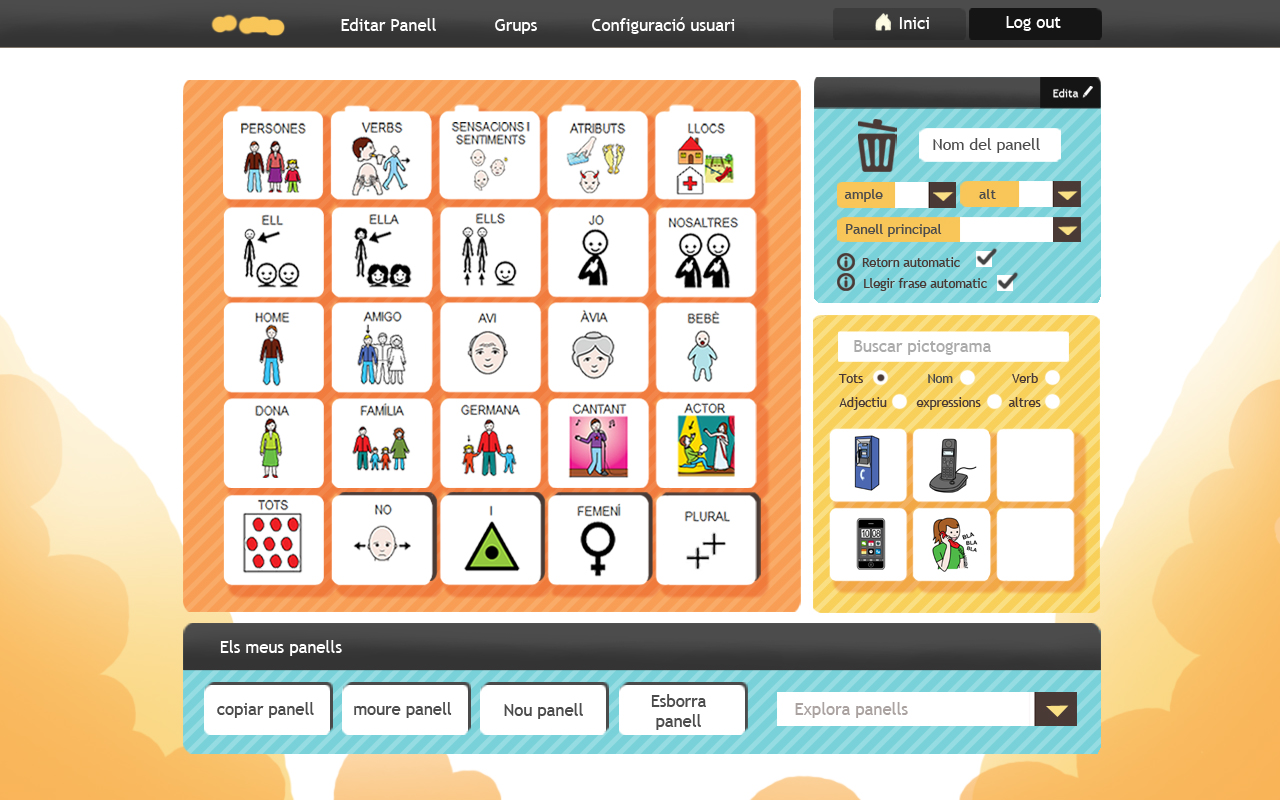 Editar Panell
Grups
Configuració usuari
Inici
Log out
PERSONES
VERBS
SENSACIONS I
SENTIMENTS
ATRIBUTS
LLOCS
ELL
ELLA
ELLS
JO
NOSALTRES
HOME
AMIGO
AVI
ÀVIA
BEBÈ
DONA
FAMÍLIA
GERMANA
CANTANT
ACTOR
TOTS
NO
I
FEMENÍ
PLURAL
Edita
Nom del panell
ample
alt
Panell principal
Retorn automatic
Llegir frase automatic
Buscar pictograma
Tots
Nom
Verb
Adjectiu
expressions
altres
10:08
BLA
BLA
BLA
Els meus panells
copiar panell
moure panell
Nou panell
Esborra
panell
Explora panells